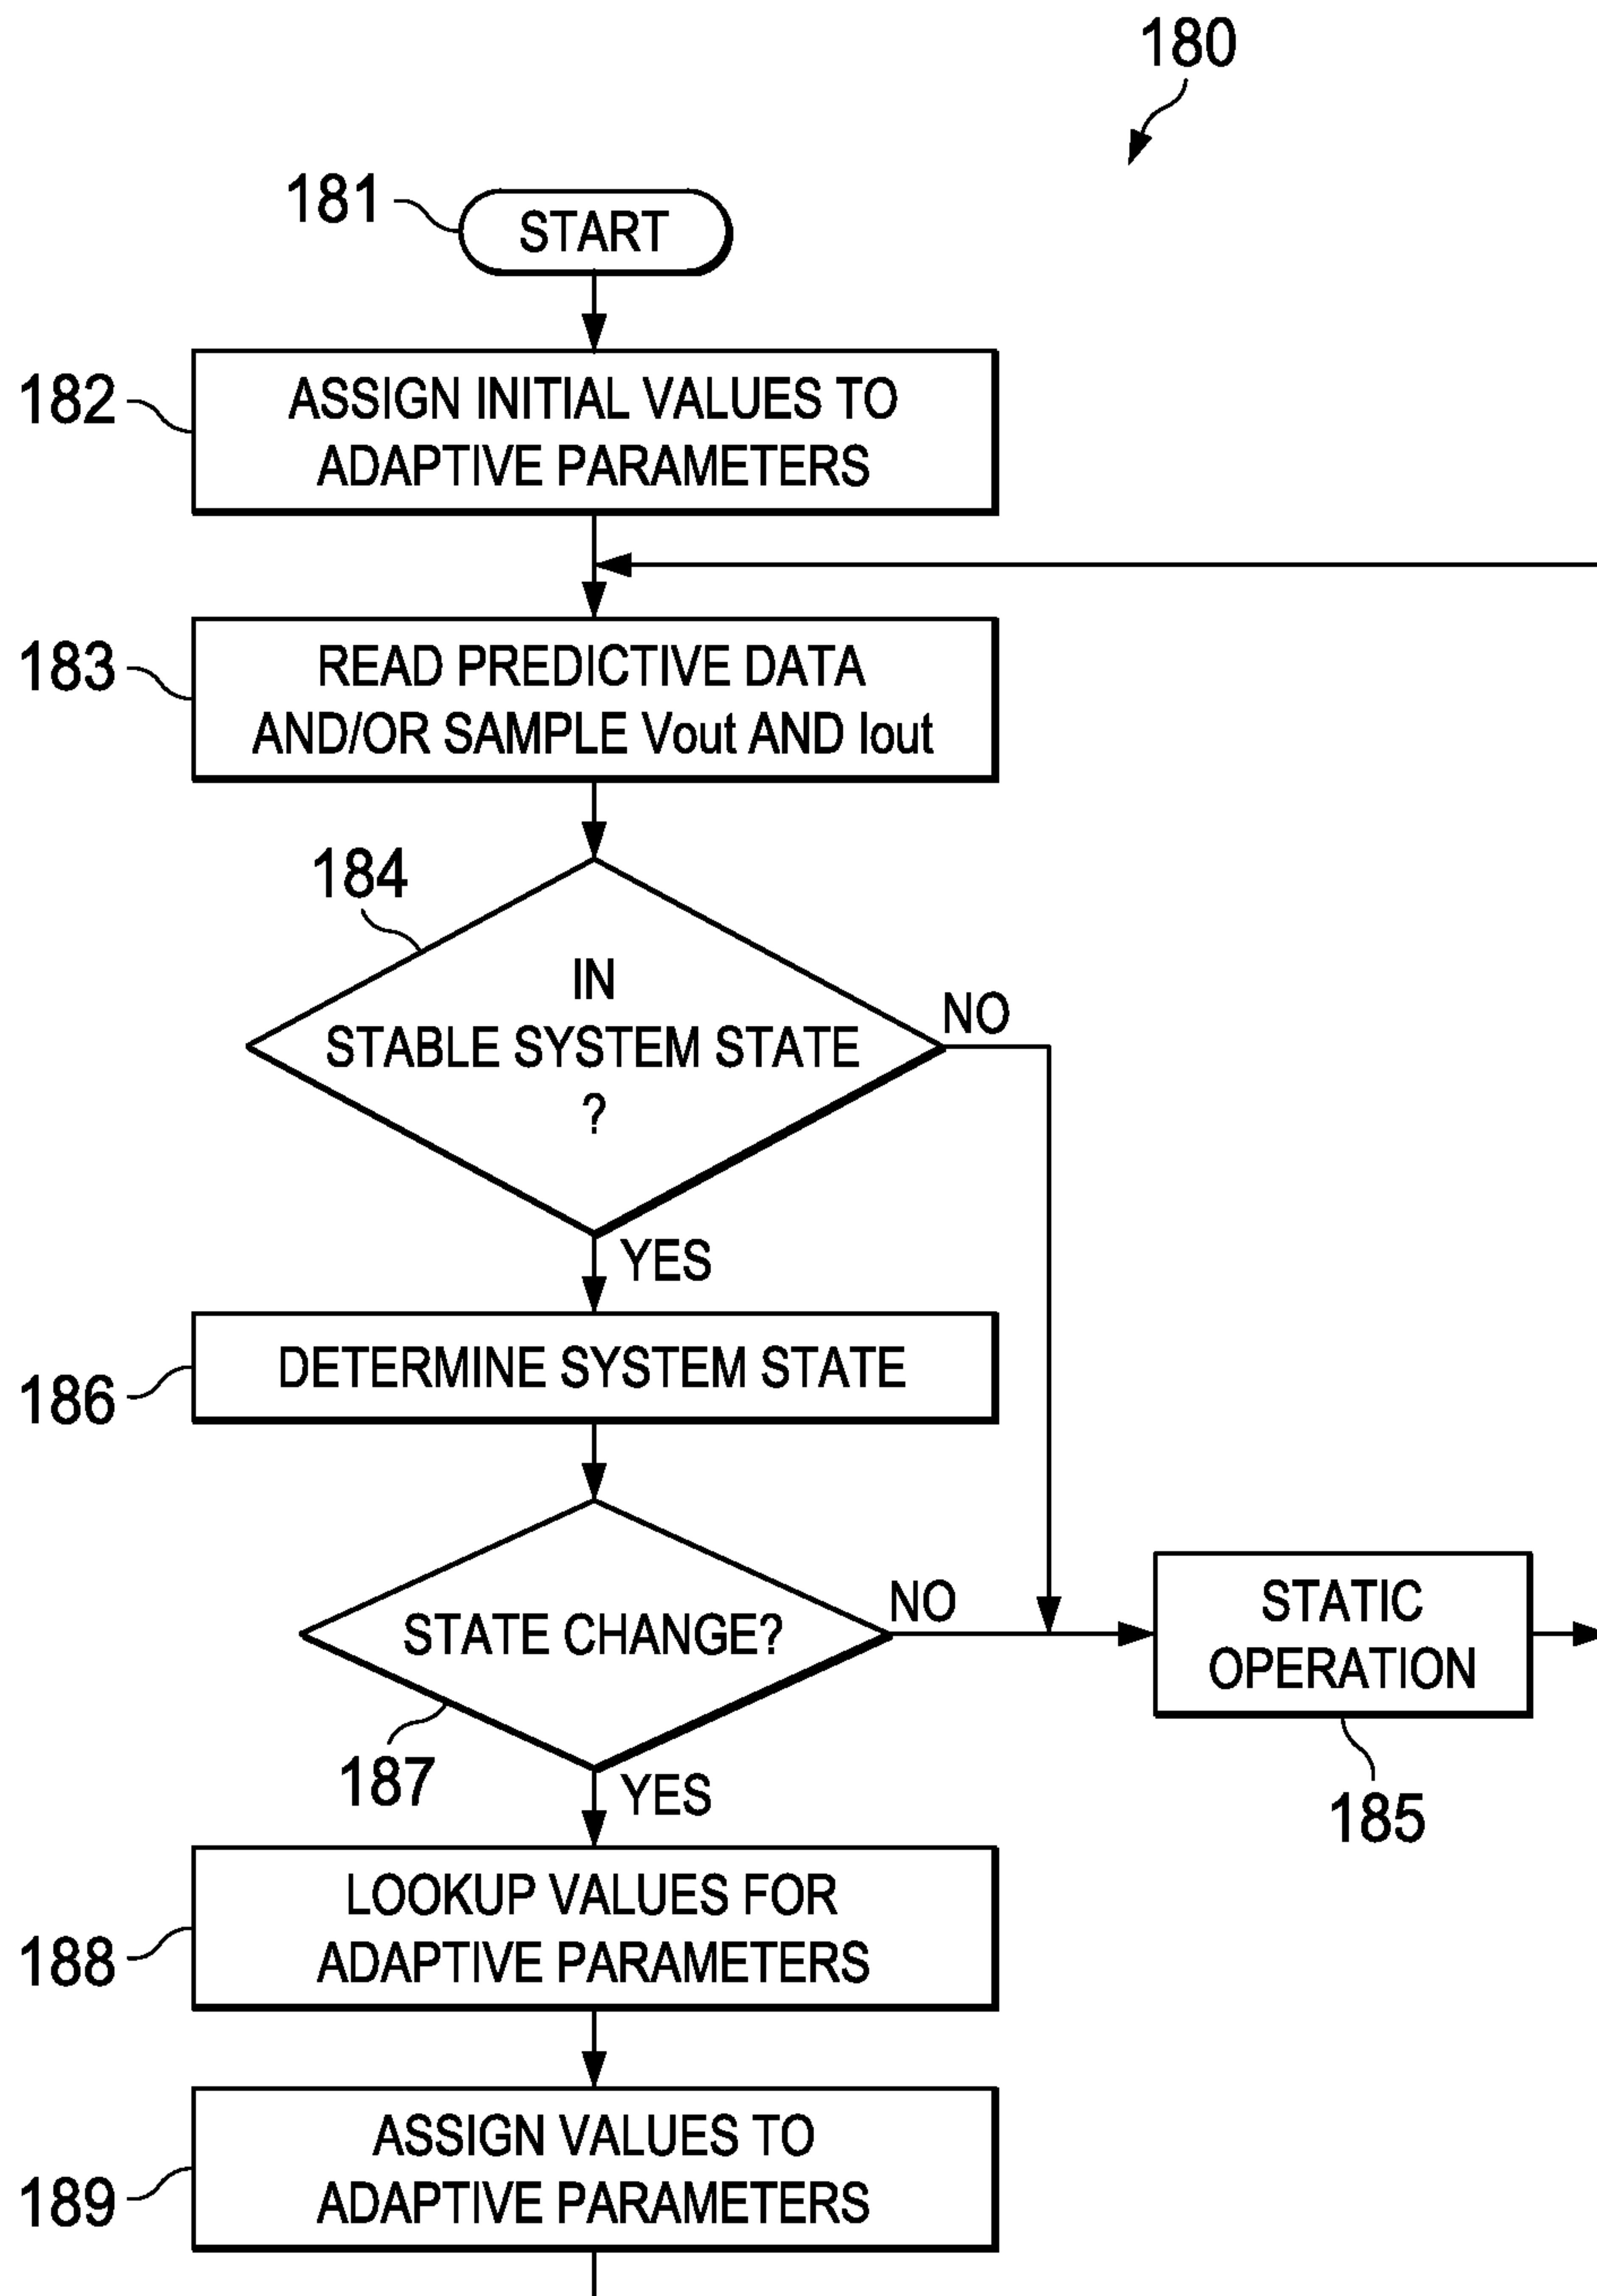 180
181
START
182
ASSIGN INITIAL VALUES TO
ADAPTIVE PARAMETERS
183
READ PREDICTIVE DATA
AND/OR SAMPLE Vout AND Iout
184
IN
STABLE SYSTEM STATE
?
NO
YES
186
DETERMINE SYSTEM STATE
187
STATE CHANGE?
NO
YES
STATIC
OPERATION
185
188
LOOKUP VALUES FOR
ADAPTIVE PARAMETERS
189
ASSIGN VALUES TO
ADAPTIVE PARAMETERS